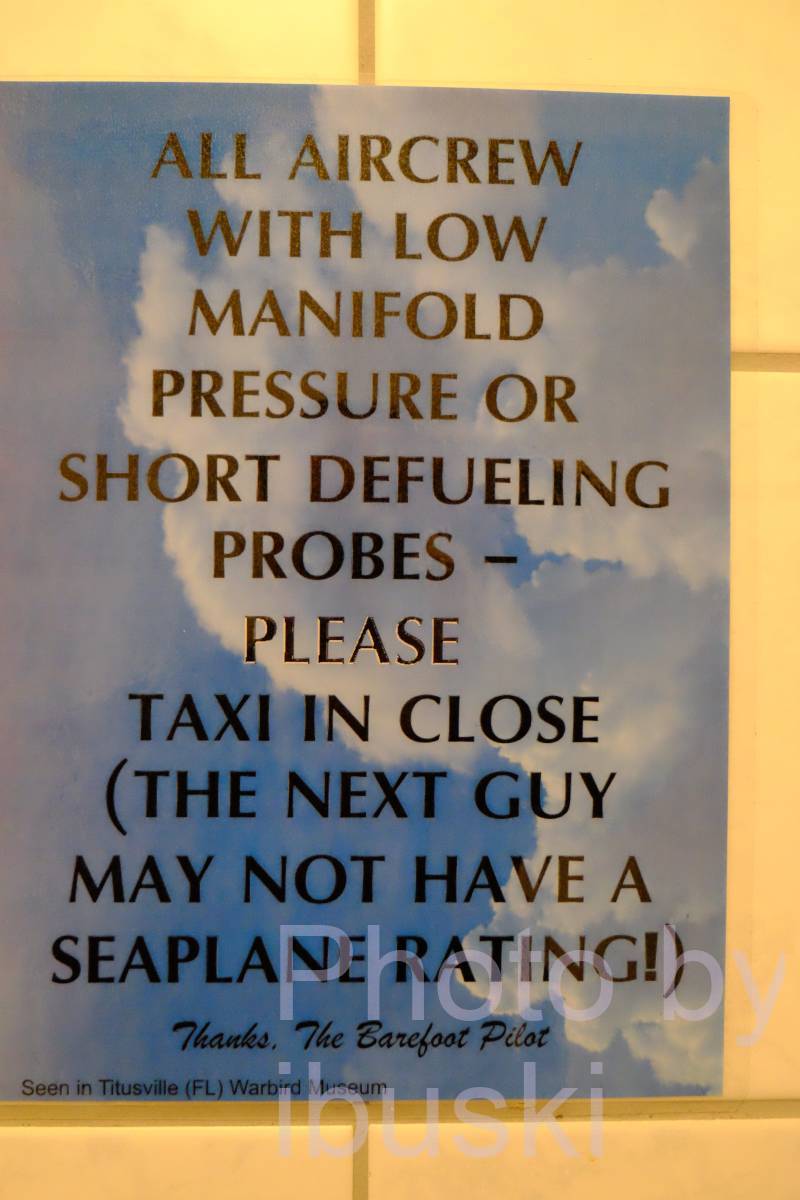 ALL AIRCREW
WITH LOW
MANIFOLD
PRESSURE OR
SHORT DEFUELING
PROBES –
PLEASE
TAXI IN CLOSE
(THE NEXT GUY
MAY NOT HAVE A
SEAPLANE RATING!)
Thanks, The Barefoot Pilot
Seen in Titusville (FL) Warbird Museum
Photo by
ibuski